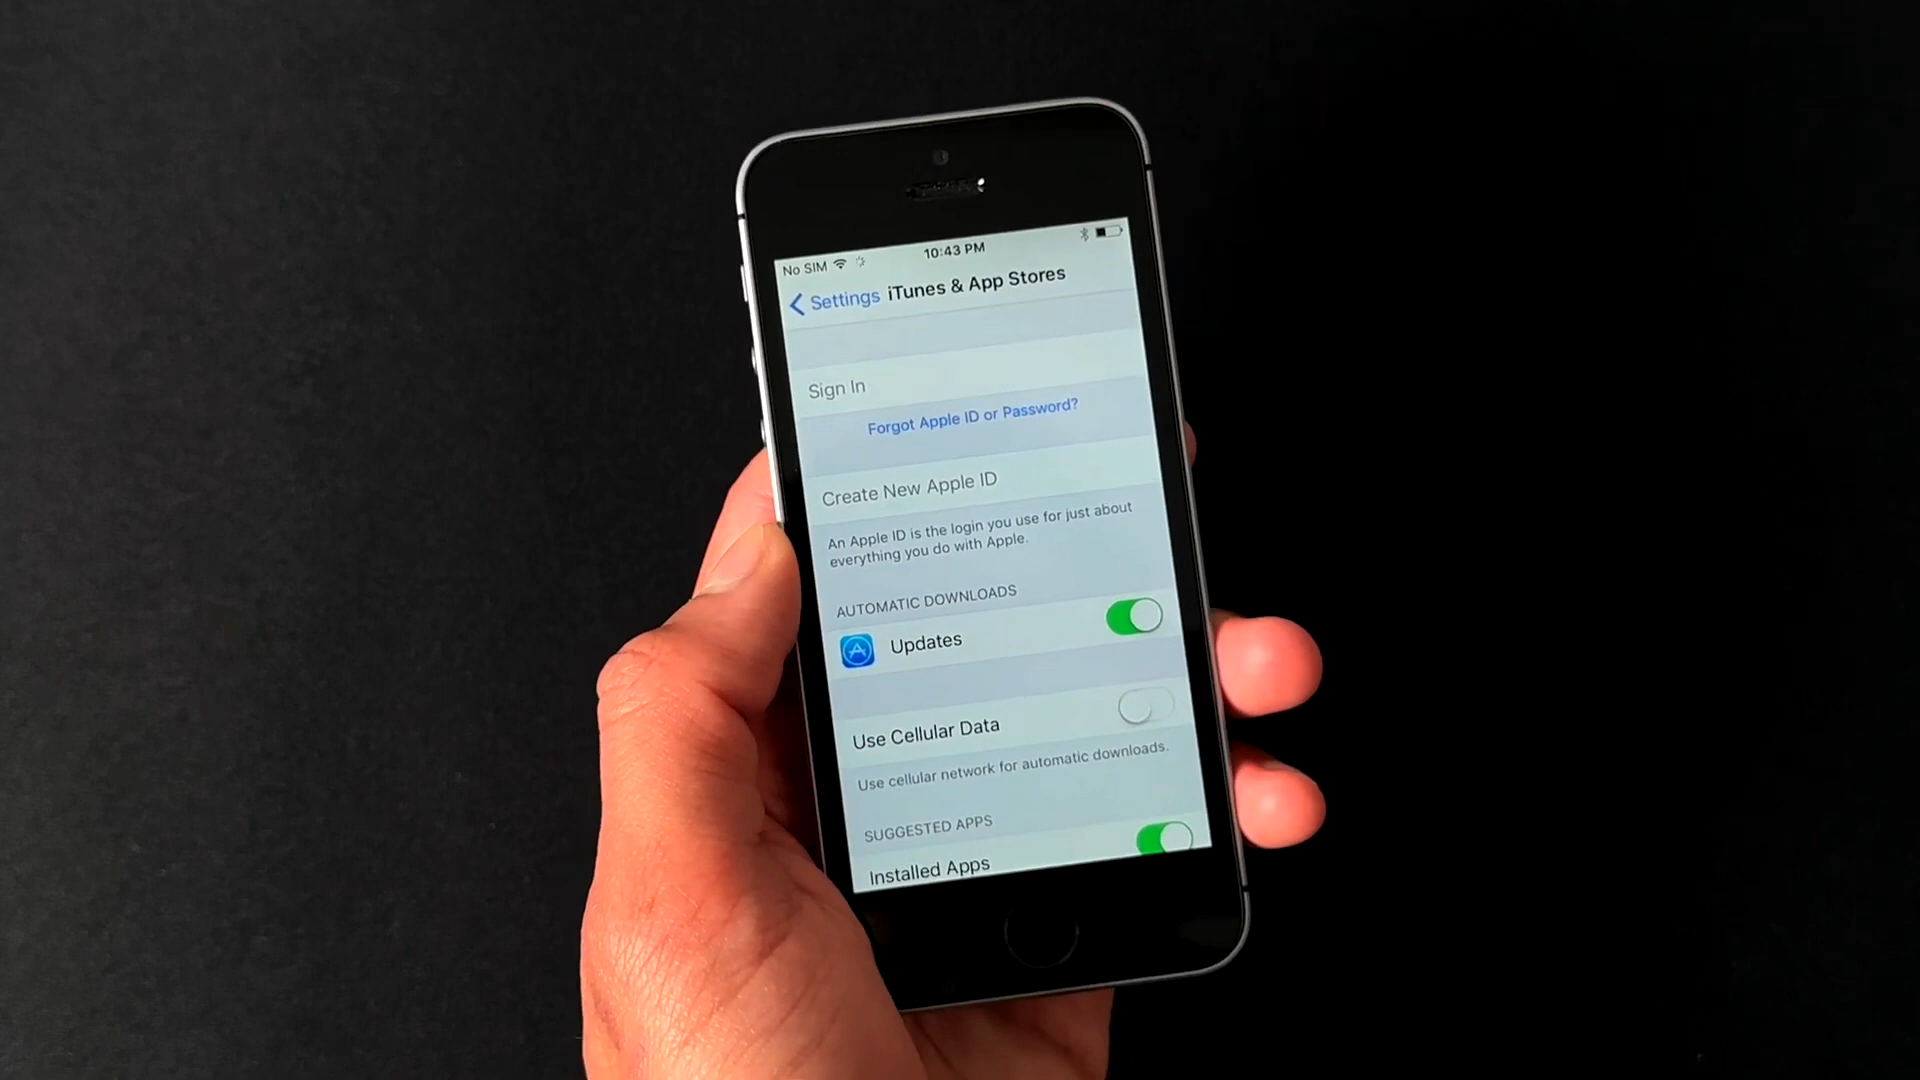 No SIM 10:43 PM
Settings iTunes & App Stores
Sign In
Forgot Apple ID or Password?
Create New Apple ID
An Apple ID is the login you use for just about
everything you do with Apple.
AUTOMATIC DOWNLOADS
Updates
Use Cellular Data
Use cellular network for automatic downloads.
SUGGESTED APPS
Installed Apps